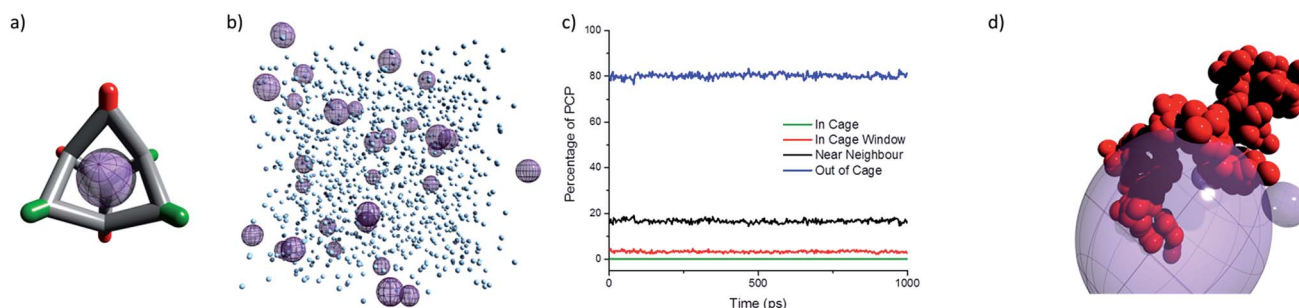 a)
b)
c)
d)
100
80
60
40
20
0
Percentage of PCP
In Cage
In Cage Window
Near Neighbour
Out of Cage
0
500
1000
Time (ps)